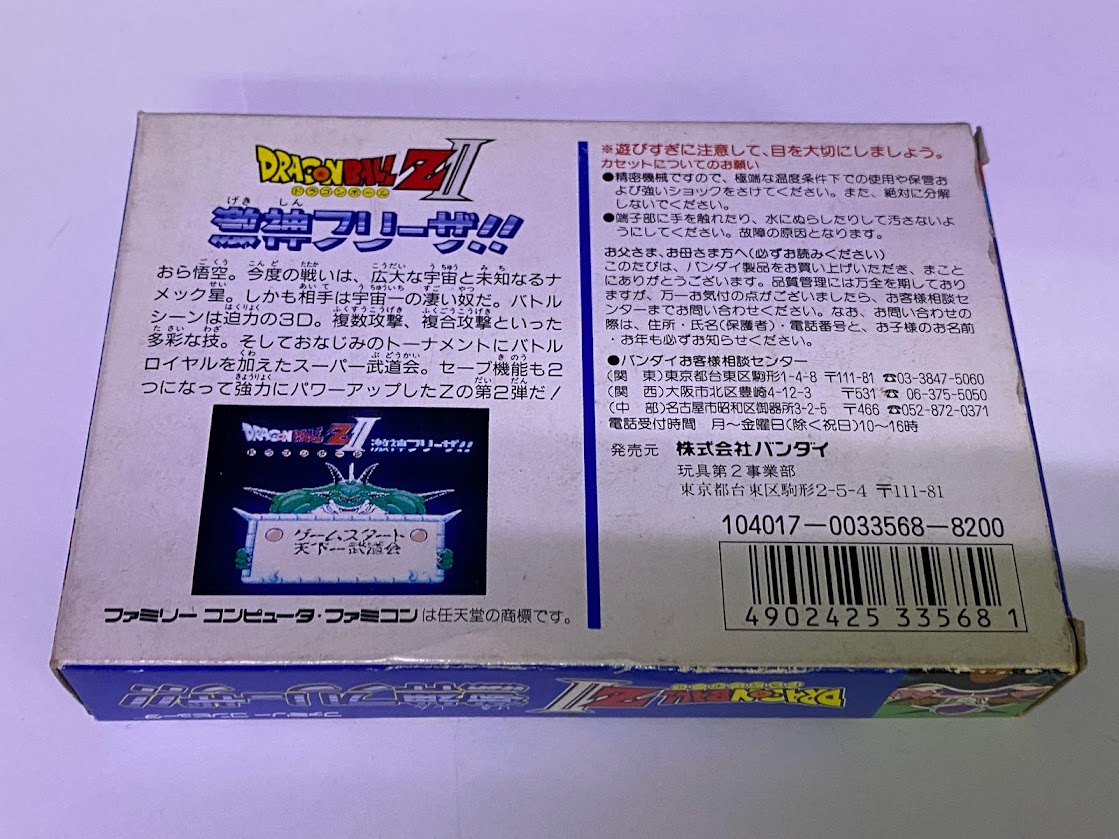 DRAGON BALL Z II
ドラゴンボール
げき しん
激神フリーザ!!
おら悟空。今度の戦いは、広大な宇宙と未知なるナ
メック星。しかも相手は宇宙一の凄い奴だ。バトル
シーンは迫力の3D。複数攻撃、複合攻撃といった
多彩な技。そしておなじみのトーナメントにバトル
ロイヤルを加えたスーパー武道会。セーブ機能も2
つになって強力にパワーアップしたZの第2弾だ!
DRAGON BALL Z II
ドラゴンボール
激神フリーザ!!
ゲームスタート
天下一武道会
ファミリーコンピュータ・ファミコンは任天堂の商標です。
※遊びすぎに注意して、目を大切にしましょう。
カセットについてのお願い
●精密機械ですので、極端な温度条件下での使用や保管お
よび強いショックをさけてください。また、絶対に分解
しないでください。
●端子部に手を触れたり、水にぬらしたりして汚さないよ
うにしてください。故障の原因となります。
お父さま、お母さま方へ(必ずお読みください)
このたびは、バンダイ製品をお買い上げいただき、まこと
にありがとうございます。品質管理には万全を期しており
ますが、万一お気付の点がございましたら、お客様相談セ
ンターまでお問い合わせください。なお、お問い合わせの
際は、住所・氏名(保護者)・電話番号と、お子様のお名前
・お年も必ずお知らせください。
●バンダイお客様相談センター
(関 東)東京都台東区駒形1-4-8 〒111-81 ☎03-3847-5060
(関 西)大阪市北区豊崎4-12-3 〒531 ☎06-375-5050
(中 部)名古屋市昭和区御器所3-2-5 〒466 ☎052-872-0371
電話受付時間 月〜金曜日(除く祝日)10〜16時
発売元 株式会社バンダイ
玩具第2事業部
東京都台東区駒形2-5-4 〒111-81
104017-0033568-8200
4902425 335681
DRAGON BALL Z II
ドラゴンボール
激神フリーザ!!
ファミリーコンピュータ